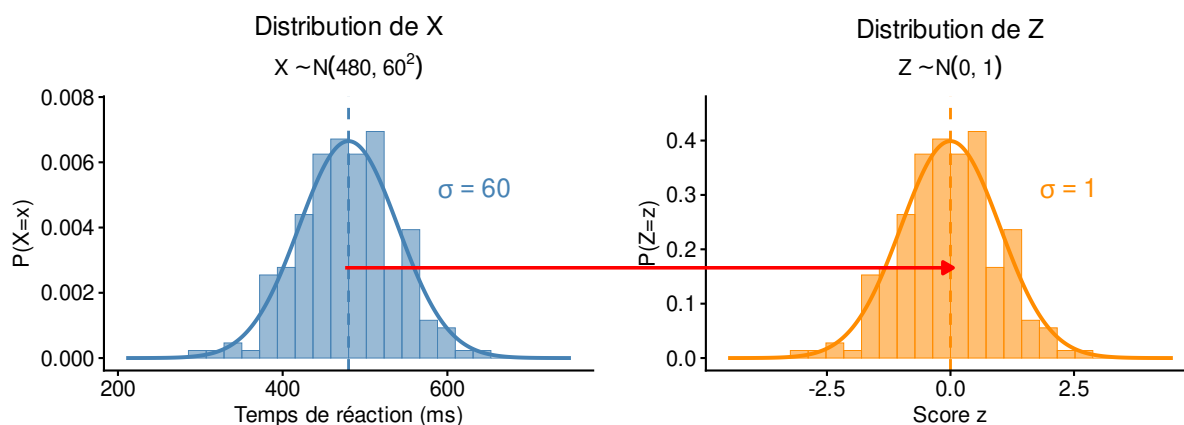 Distribution de X
X ~N(480, 60²)
P(X=x)
0.008
0.006
0.004
0.002
0.000
σ = 60
200
400
600
Temps de réaction (ms)
Distribution de Z
Z ~N(0, 1)
P(Z=z)
0.4
0.3
0.2
0.1
0.0
σ = 1
-2.5
0.0
2.5
Score z